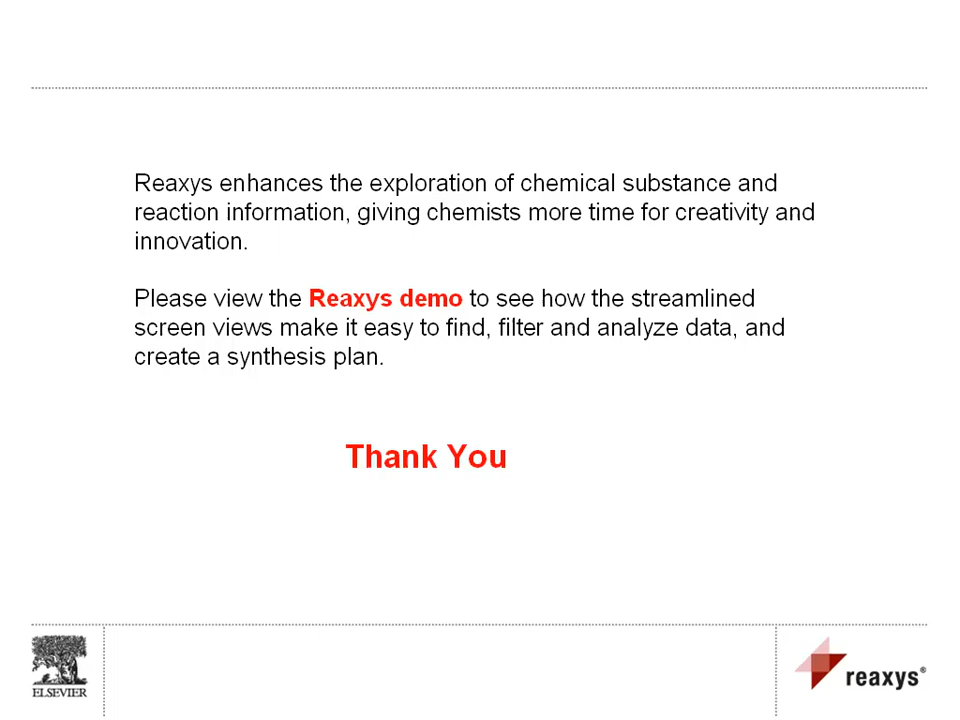 Reaxys enhances the exploration of chemical substance and
reaction information, giving chemists more time for creativity and
innovation.
Please view the Reaxys demo to see how the streamlined
screen views make it easy to find, filter and analyze data, and
create a synthesis plan.
Thank You
ELSEVIER
reaxys®